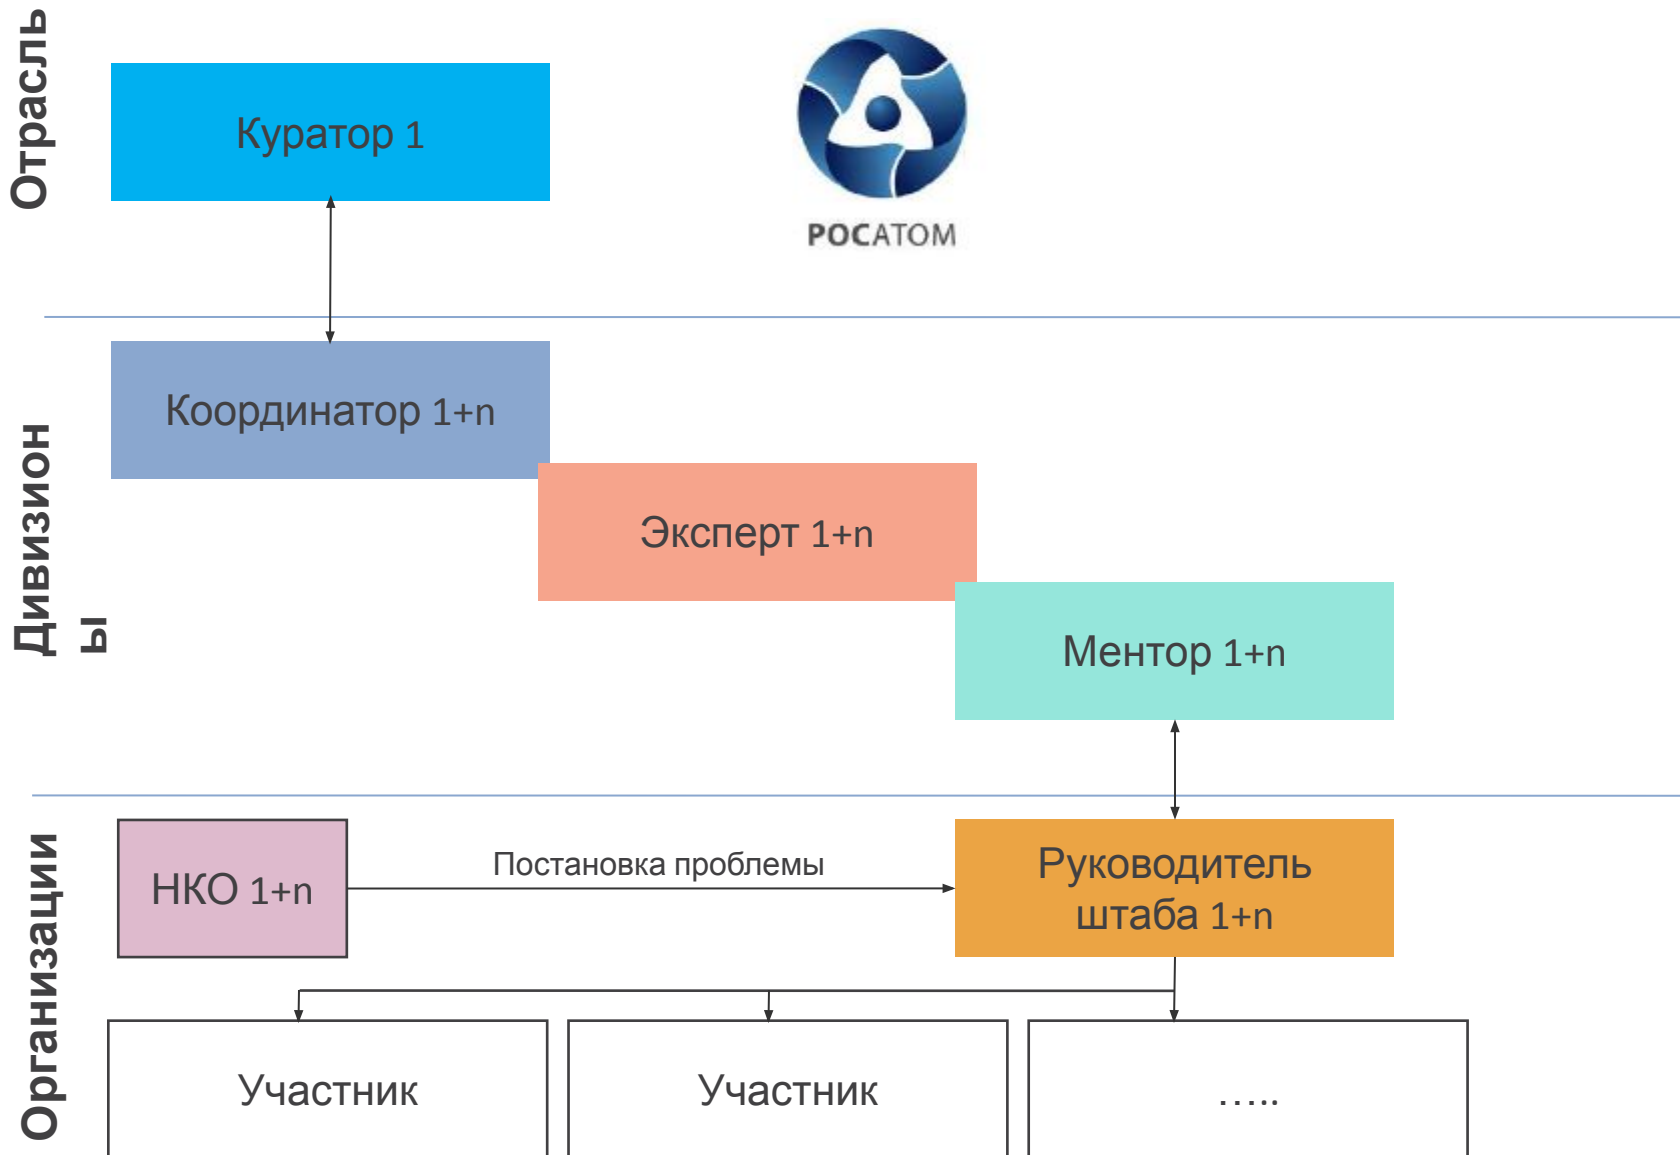 Отрасль
Куратор 1
РОСАТОМ
Дивизион
ы
Координатор 1+n
Эксперт 1+n
Ментор 1+n
Организации
НКО 1+n
Постановка проблемы
Руководитель
штаба 1+n
Участник
Участник
…..